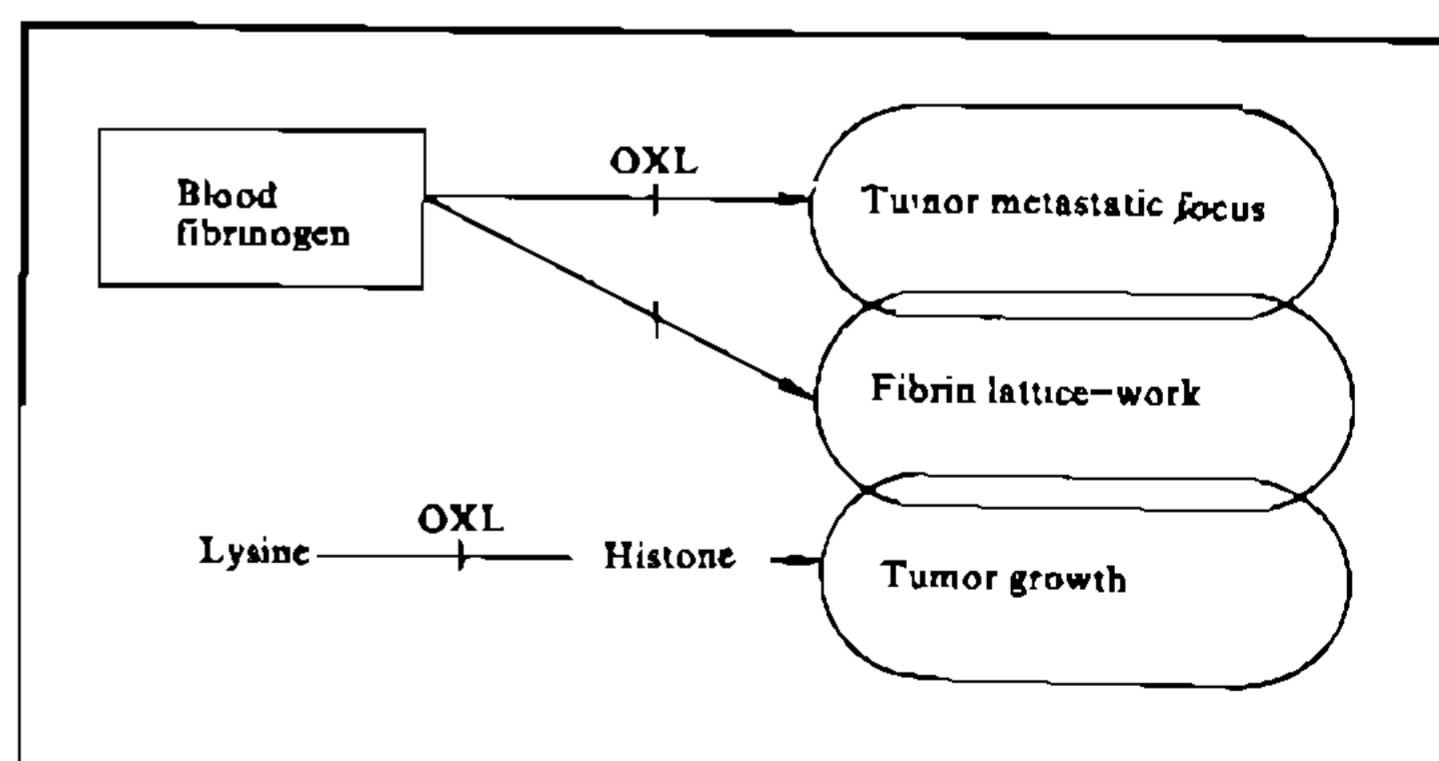 OXL
Blood
fibrinogen
Tumor metastatic focus
Fibrin lattice-work
OXL
Lysine
Histone
Tumor growth